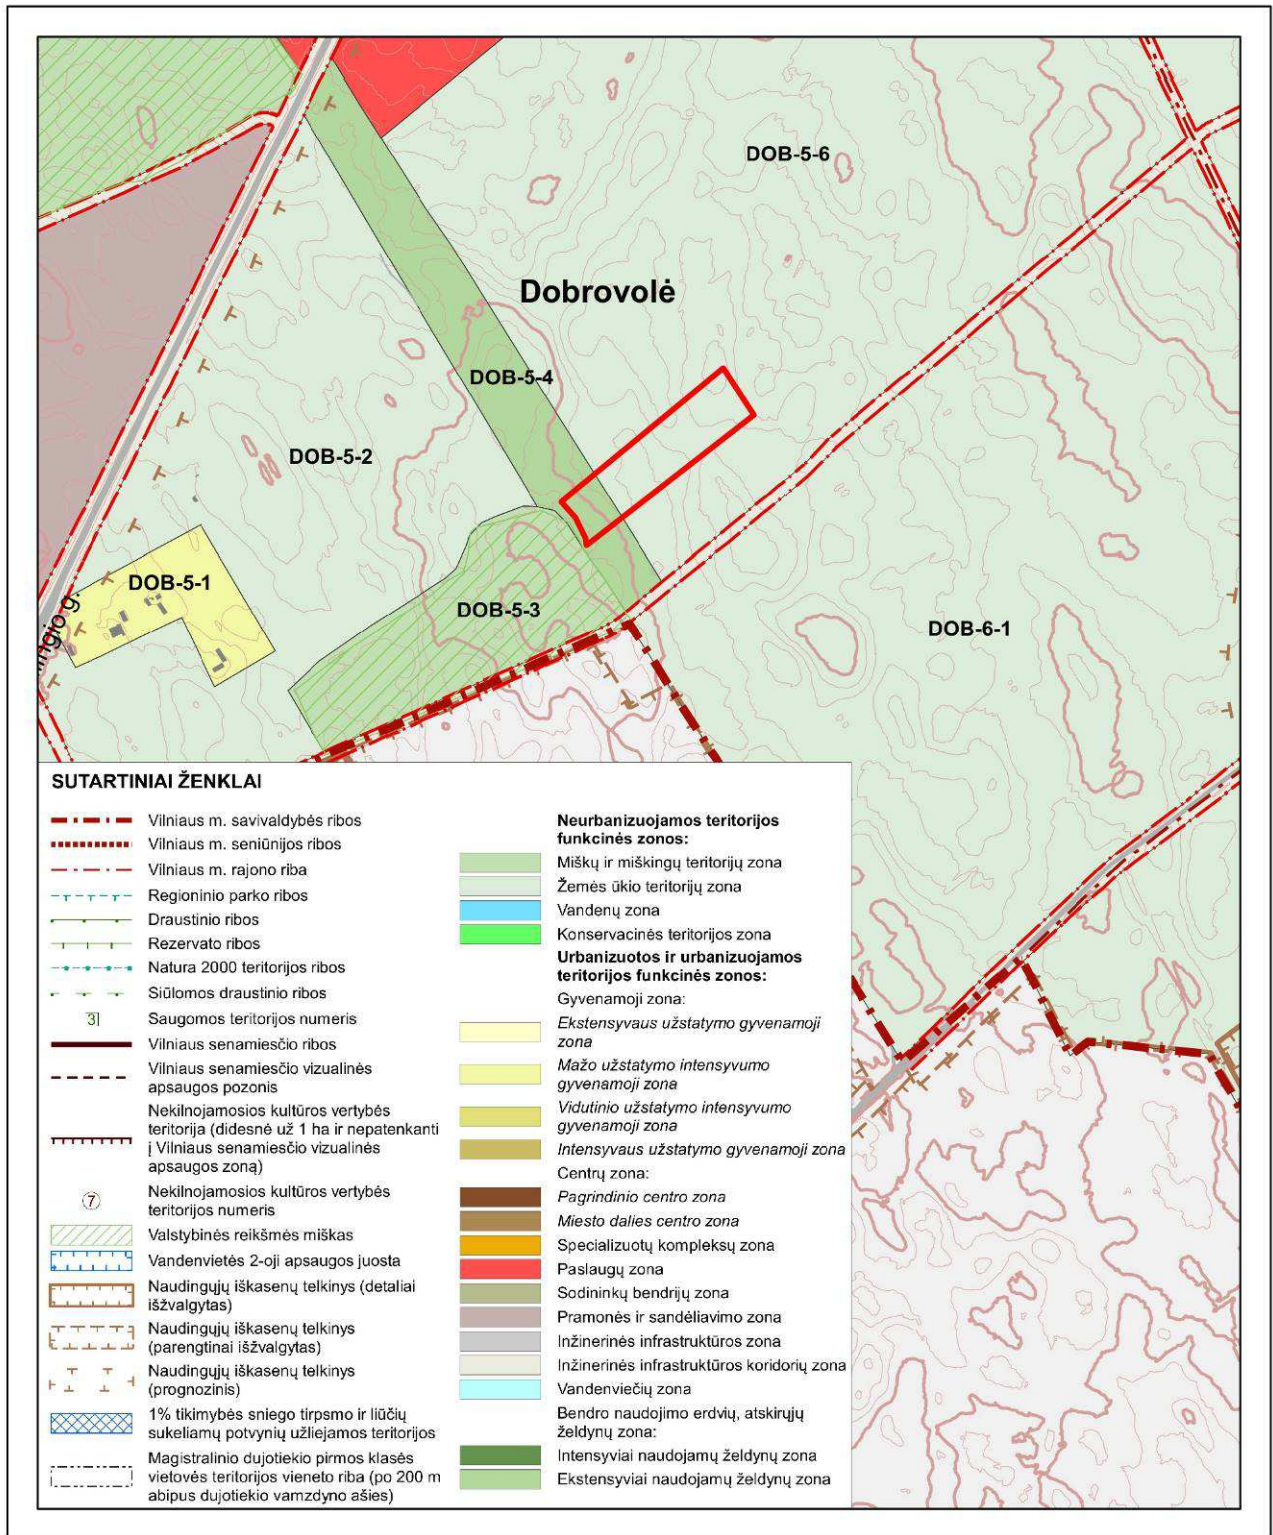 DOB-5-6
Dobrovolė
DOB-5-4
DOB-5-2
DOB-5-1
DOB-5-3
DOB-6-1
g.
SUTARTINIAI ŽENKLAI
Vilniaus m. savivaldybės ribos
Vilniaus m. seniūnijos ribos
Vilniaus m. rajono riba
Regioninio parko ribos
Draustinio ribos
Rezervato ribos
Natura 2000 teritorijos ribos
Siūlomos draustinio ribos
3|
Saugomos teritorijos numeris
Vilniaus senamiesčio ribos
Vilniaus senamiesčio vizualinės
apsaugos pozonis
Nekilnojamosios kultūros vertybės
teritorija (didesnė už 1 ha ir nepatenkanti
į Vilniaus senamiesčio vizualinės
apsaugos zoną)
7
Nekilnojamosios kultūros vertybės
teritorijos numeris
Valstybinės reikšmės miškas
Vandenvietės 2-oji apsaugos juosta
Naudingųjų iškasenų telkinys (detaliai
išžvalgytas)
Naudingųjų iškasenų telkinys
(parengtinai išžvalgytas)
Naudingųjų iškasenų telkinys
(prognozinis)
1% tikimybės sniego tirpsmo ir liūčių
sukeliamų potvynių užliejamos teritorijos
Magistralinio dujotiekio pirmos klasės
vietovės teritorijos vieneto riba (po 200 m
abipus dujotiekio vamzdyno ašies)
Neurbanizuojamos teritorijos
funkcinės zonos:
Miškų ir miškingų teritorijų zona
Žemės ūkio teritorijų zona
Vandenų zona
Konservacinės teritorijos zona
Urbanizuotos ir urbanizuojamos
teritorijos funkcinės zonos:
Gyvenamoji zona:
Ekstensyvaus užstatymo gyvenamoji
zona
Mažo užstatymo intensyvumo
gyvenamoji zona
Vidutinio užstatymo intensyvumo
gyvenamoji zona
Intensyvaus užstatymo gyvenamoji zona
Centrų zona:
Pagrindinio centro zona
Miesto dalies centro zona
Specializuotų kompleksų zona
Paslaugų zona
Sodininkų bendrijų zona
Pramonės ir sandėliavimo zona
Inžinerinės infrastruktūros zona
Inžinerinės infrastruktūros koridorių zona
Vandenviečių zona
Bendro naudojimo erdvių, atskirųjų
želdynų zona:
Intensyviai naudojamų želdynų zona
Ekstensyviai naudojamų želdynų zona